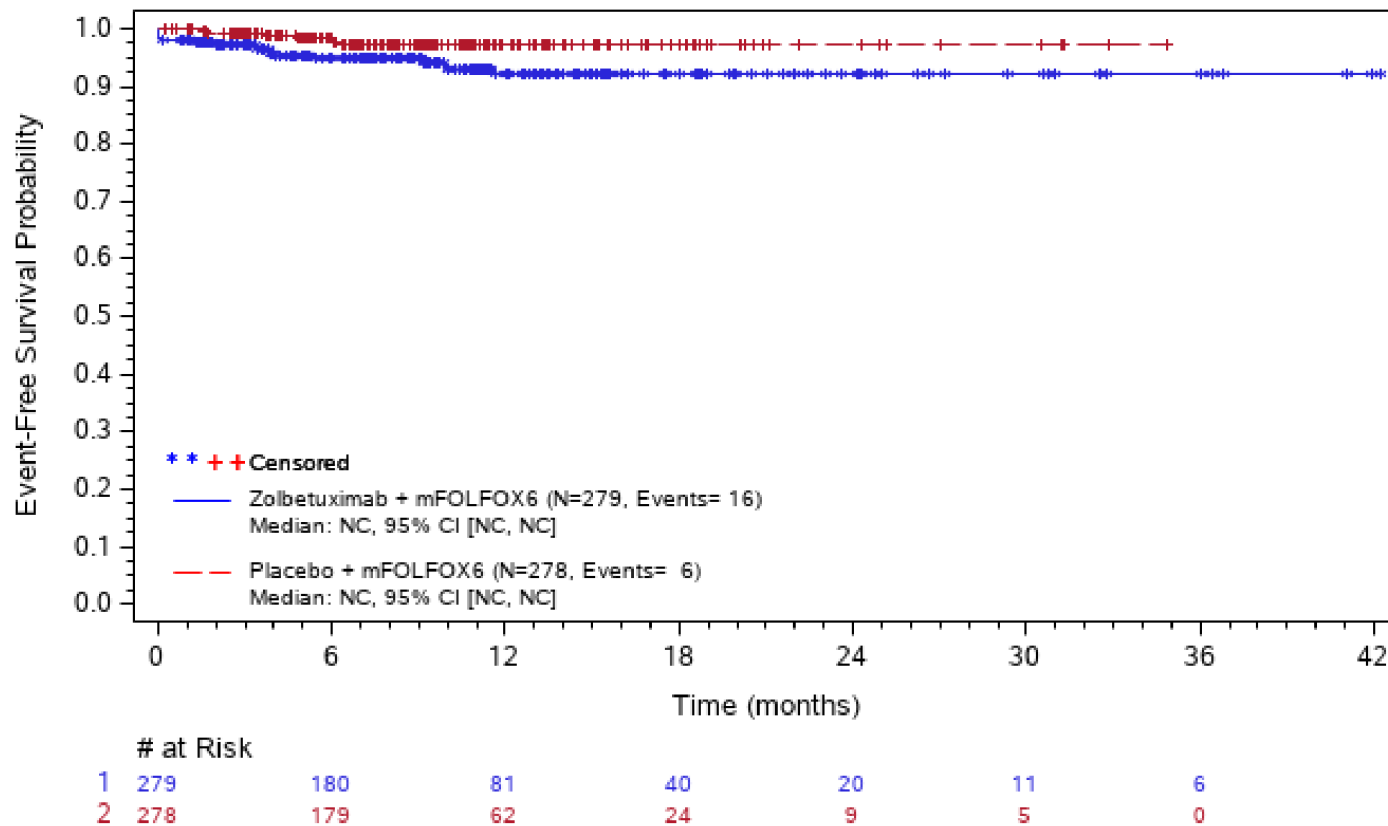 Event-Free Survival Probability
1.0
0.9
0.8
0.7
0.6
0.5
0.4
0.3
0.2
0.1
0.0
** ++ Censored
Zolbetuximab + mFOLFOX6 (N=279, Events= 16)
Median: NC, 95% CI [NC, NC]
Placebo + mFOLFOX6 (N=278, Events= 6)
Median: NC, 95% CI [NC, NC]
0 6 12 18 24 30 36 42
Time (months)
# at Risk
1 279 180 81 40 20 11 6
2 278 179 62 24 9 5 0